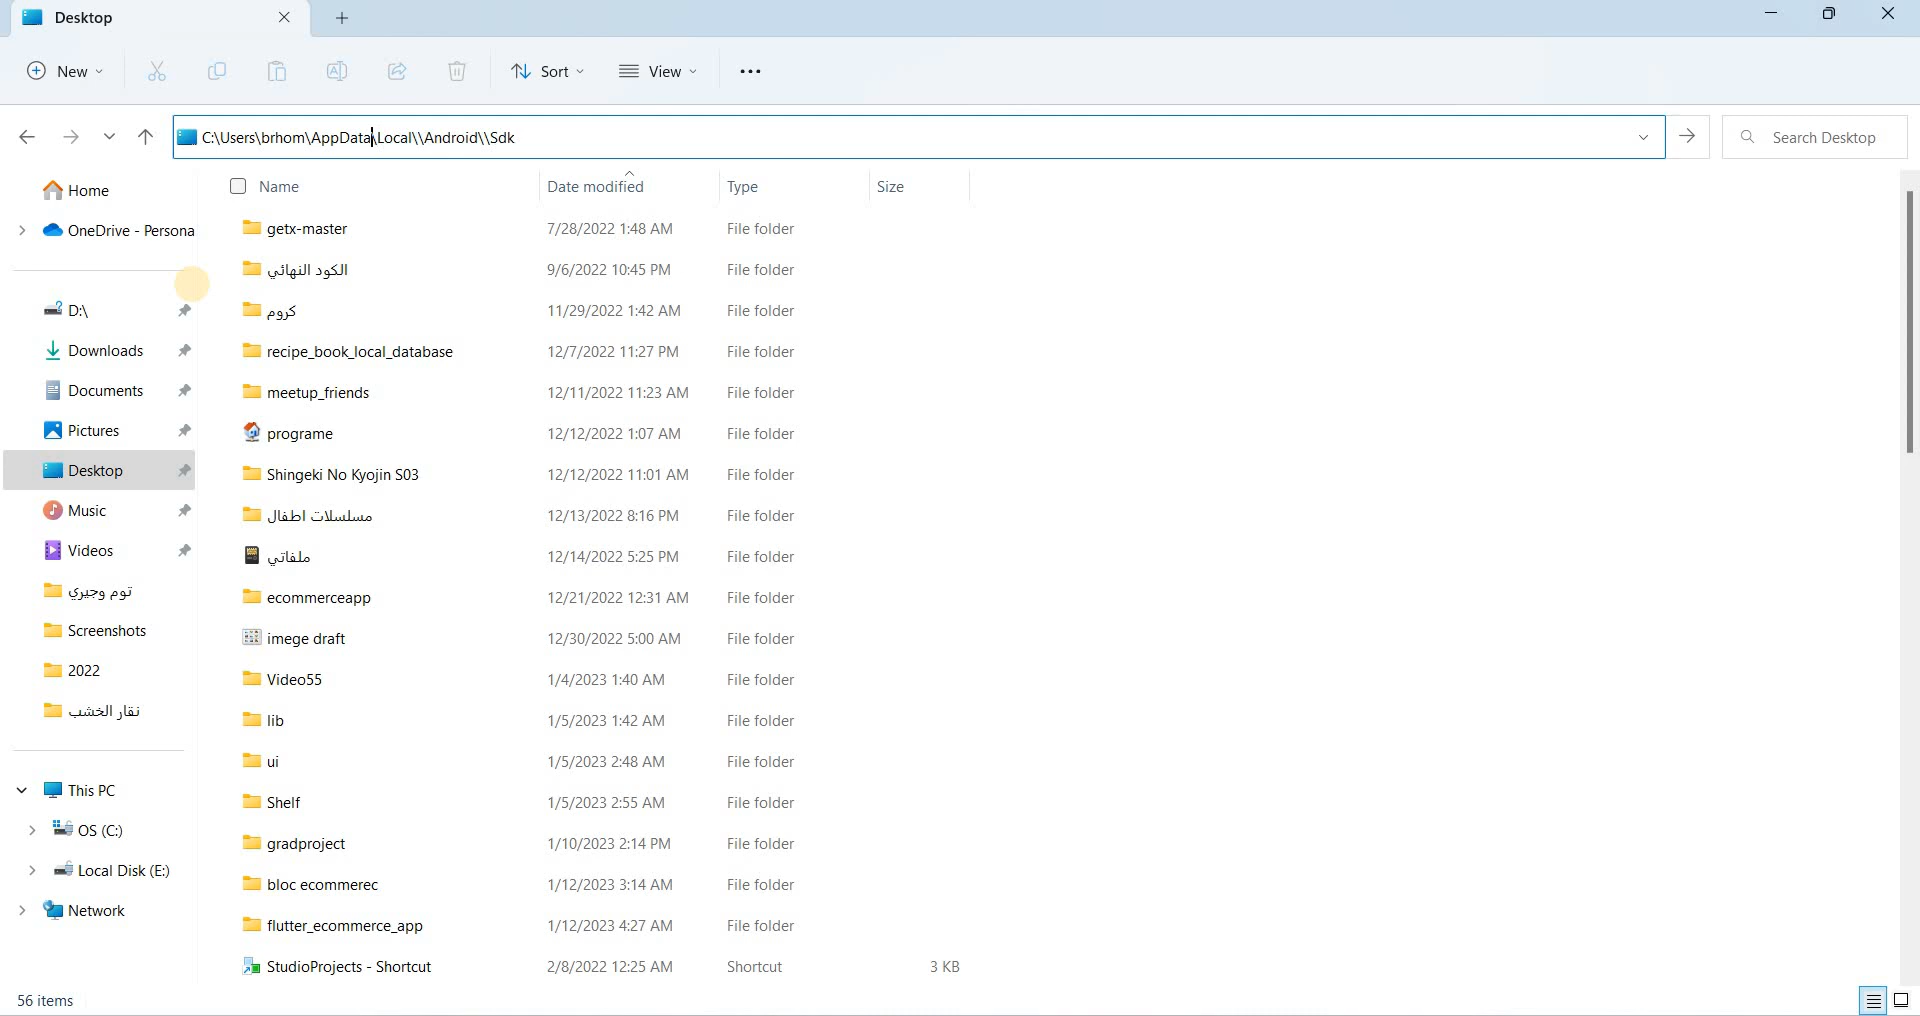 Desktop
New
Sort
View
C:\Users\brhom\AppData\Local\\Android\\Sdk
Search Desktop
Home
OneDrive - Persona
D:\
Downloads
Documents
Pictures
Desktop
Music
Videos
توم وجيري
Screenshots
2022
نقار الخشب
This PC
OS (C:)
Local Disk (E:)
Network
Name Date modified Type Size
getx-master 7/28/2022 1:48 AM File folder
الكود النهائي 9/6/2022 10:45 PM File folder
كروم 11/29/2022 1:42 AM File folder
recipe_book_local_database 12/7/2022 11:27 PM File folder
meetup_friends 12/11/2022 11:23 AM File folder
programe 12/12/2022 1:07 AM File folder
Shingeki No Kyojin S03 12/12/2022 11:01 AM File folder
مسلسلات اطفال 12/13/2022 8:16 PM File folder
ملفاتي 12/14/2022 5:25 PM File folder
ecommerceapp 12/21/2022 12:31 AM File folder
imege draft 12/30/2022 5:00 AM File folder
Video55 1/4/2023 1:40 AM File folder
lib 1/5/2023 1:42 AM File folder
ui 1/5/2023 2:48 AM File folder
Shelf 1/5/2023 2:55 AM File folder
gradproject 1/10/2023 2:14 PM File folder
bloc ecommerec 1/12/2023 3:14 AM File folder
flutter_ecommerce_app 1/12/2023 4:27 AM File folder
StudioProjects - Shortcut 2/8/2022 12:25 AM Shortcut 3 KB
56 items